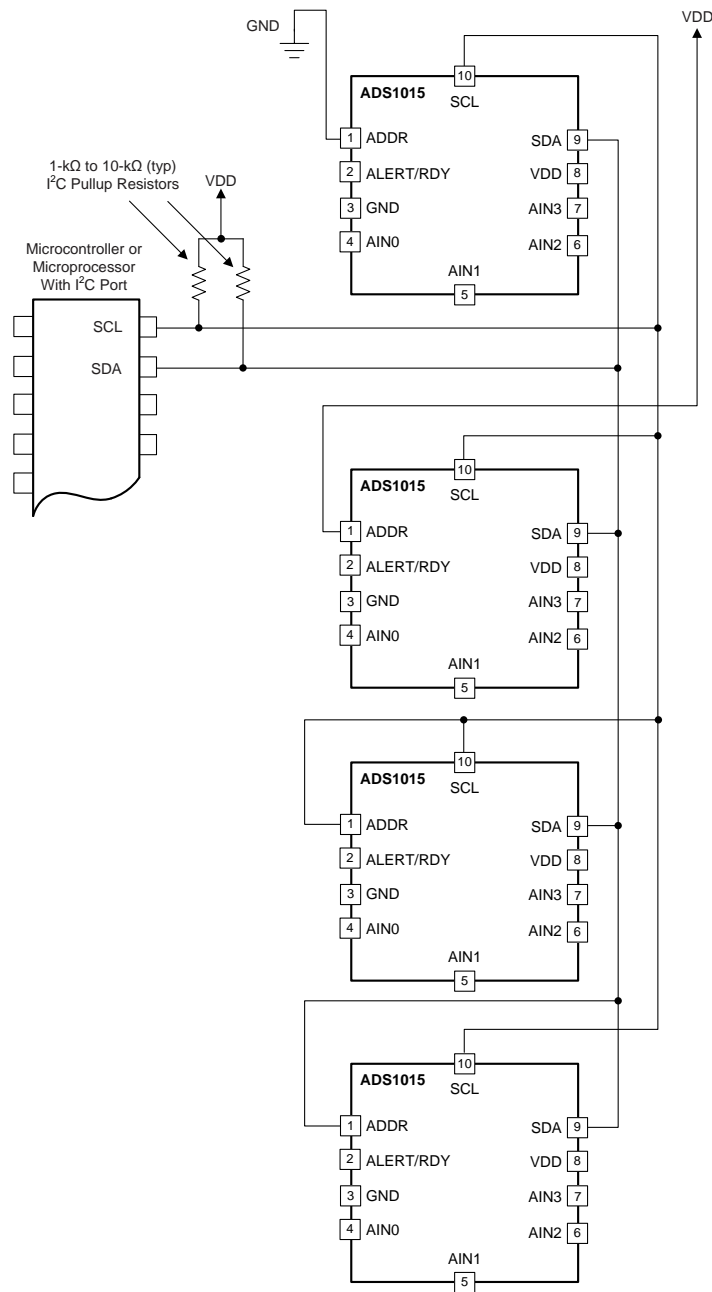 GND
VDD
10
ADS1015
SCL
1 ADDR
SDA 9
2 ALERT/RDY
VDD 8
3 GND
AIN3 7
4 AIN0
AIN2 6
AIN1
5
1-kΩ to 10-kΩ (typ)
I²C Pullup Resistors
VDD
Microcontroller or
Microprocessor
With I²C Port
SCL
SDA
10
ADS1015
SCL
1 ADDR
SDA 9
2 ALERT/RDY
VDD 8
3 GND
AIN3 7
4 AIN0
AIN2 6
AIN1
5
10
ADS1015
SCL
1 ADDR
SDA 9
2 ALERT/RDY
VDD 8
3 GND
AIN3 7
4 AIN0
AIN2 6
AIN1
5
10
ADS1015
SCL
1 ADDR
SDA 9
2 ALERT/RDY
VDD 8
3 GND
AIN3 7
4 AIN0
AIN2 6
AIN1
5